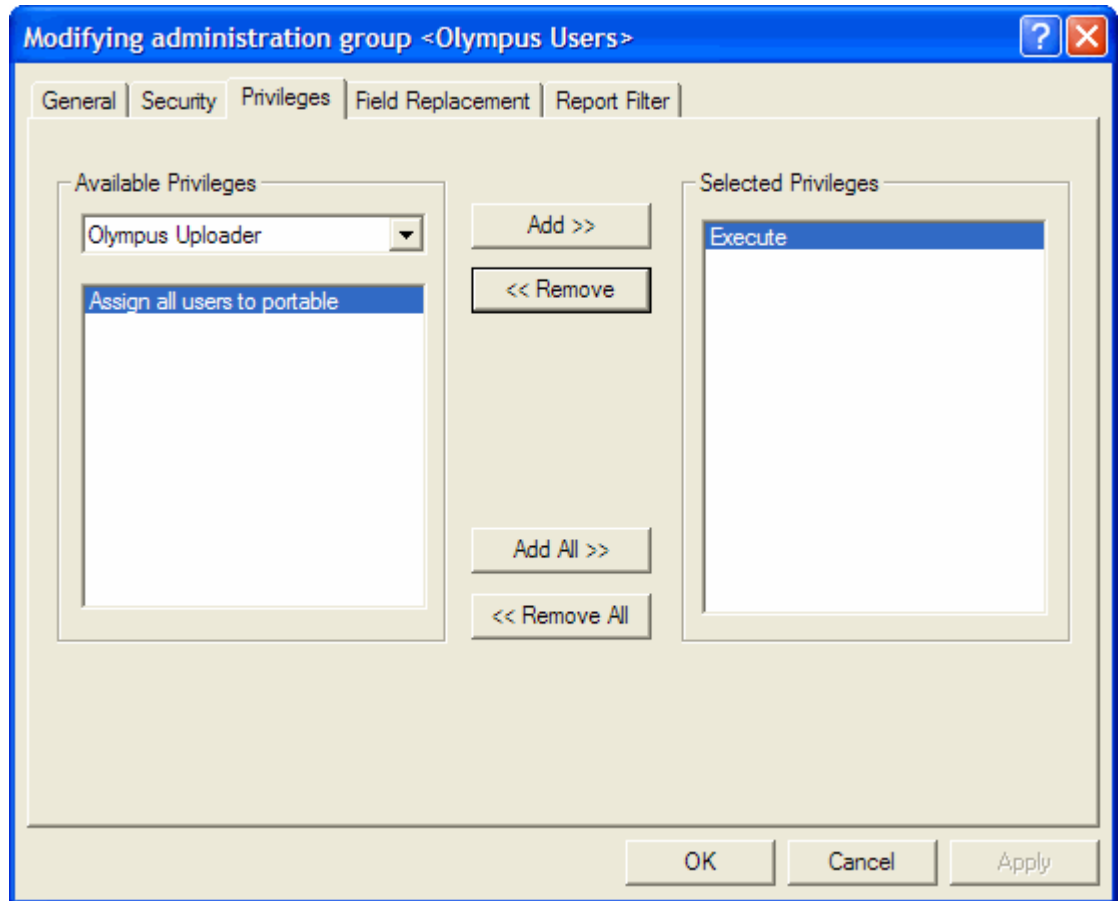 Modifying administration group <Olympus Users>
?
General Security Privileges Field Replacement Report Filter
Available Privileges
Olympus Uploader
Assign all users to portable
Add >>
<< Remove
Add All >>
<< Remove All
Selected Privileges
Execute
OK Cancel Apply